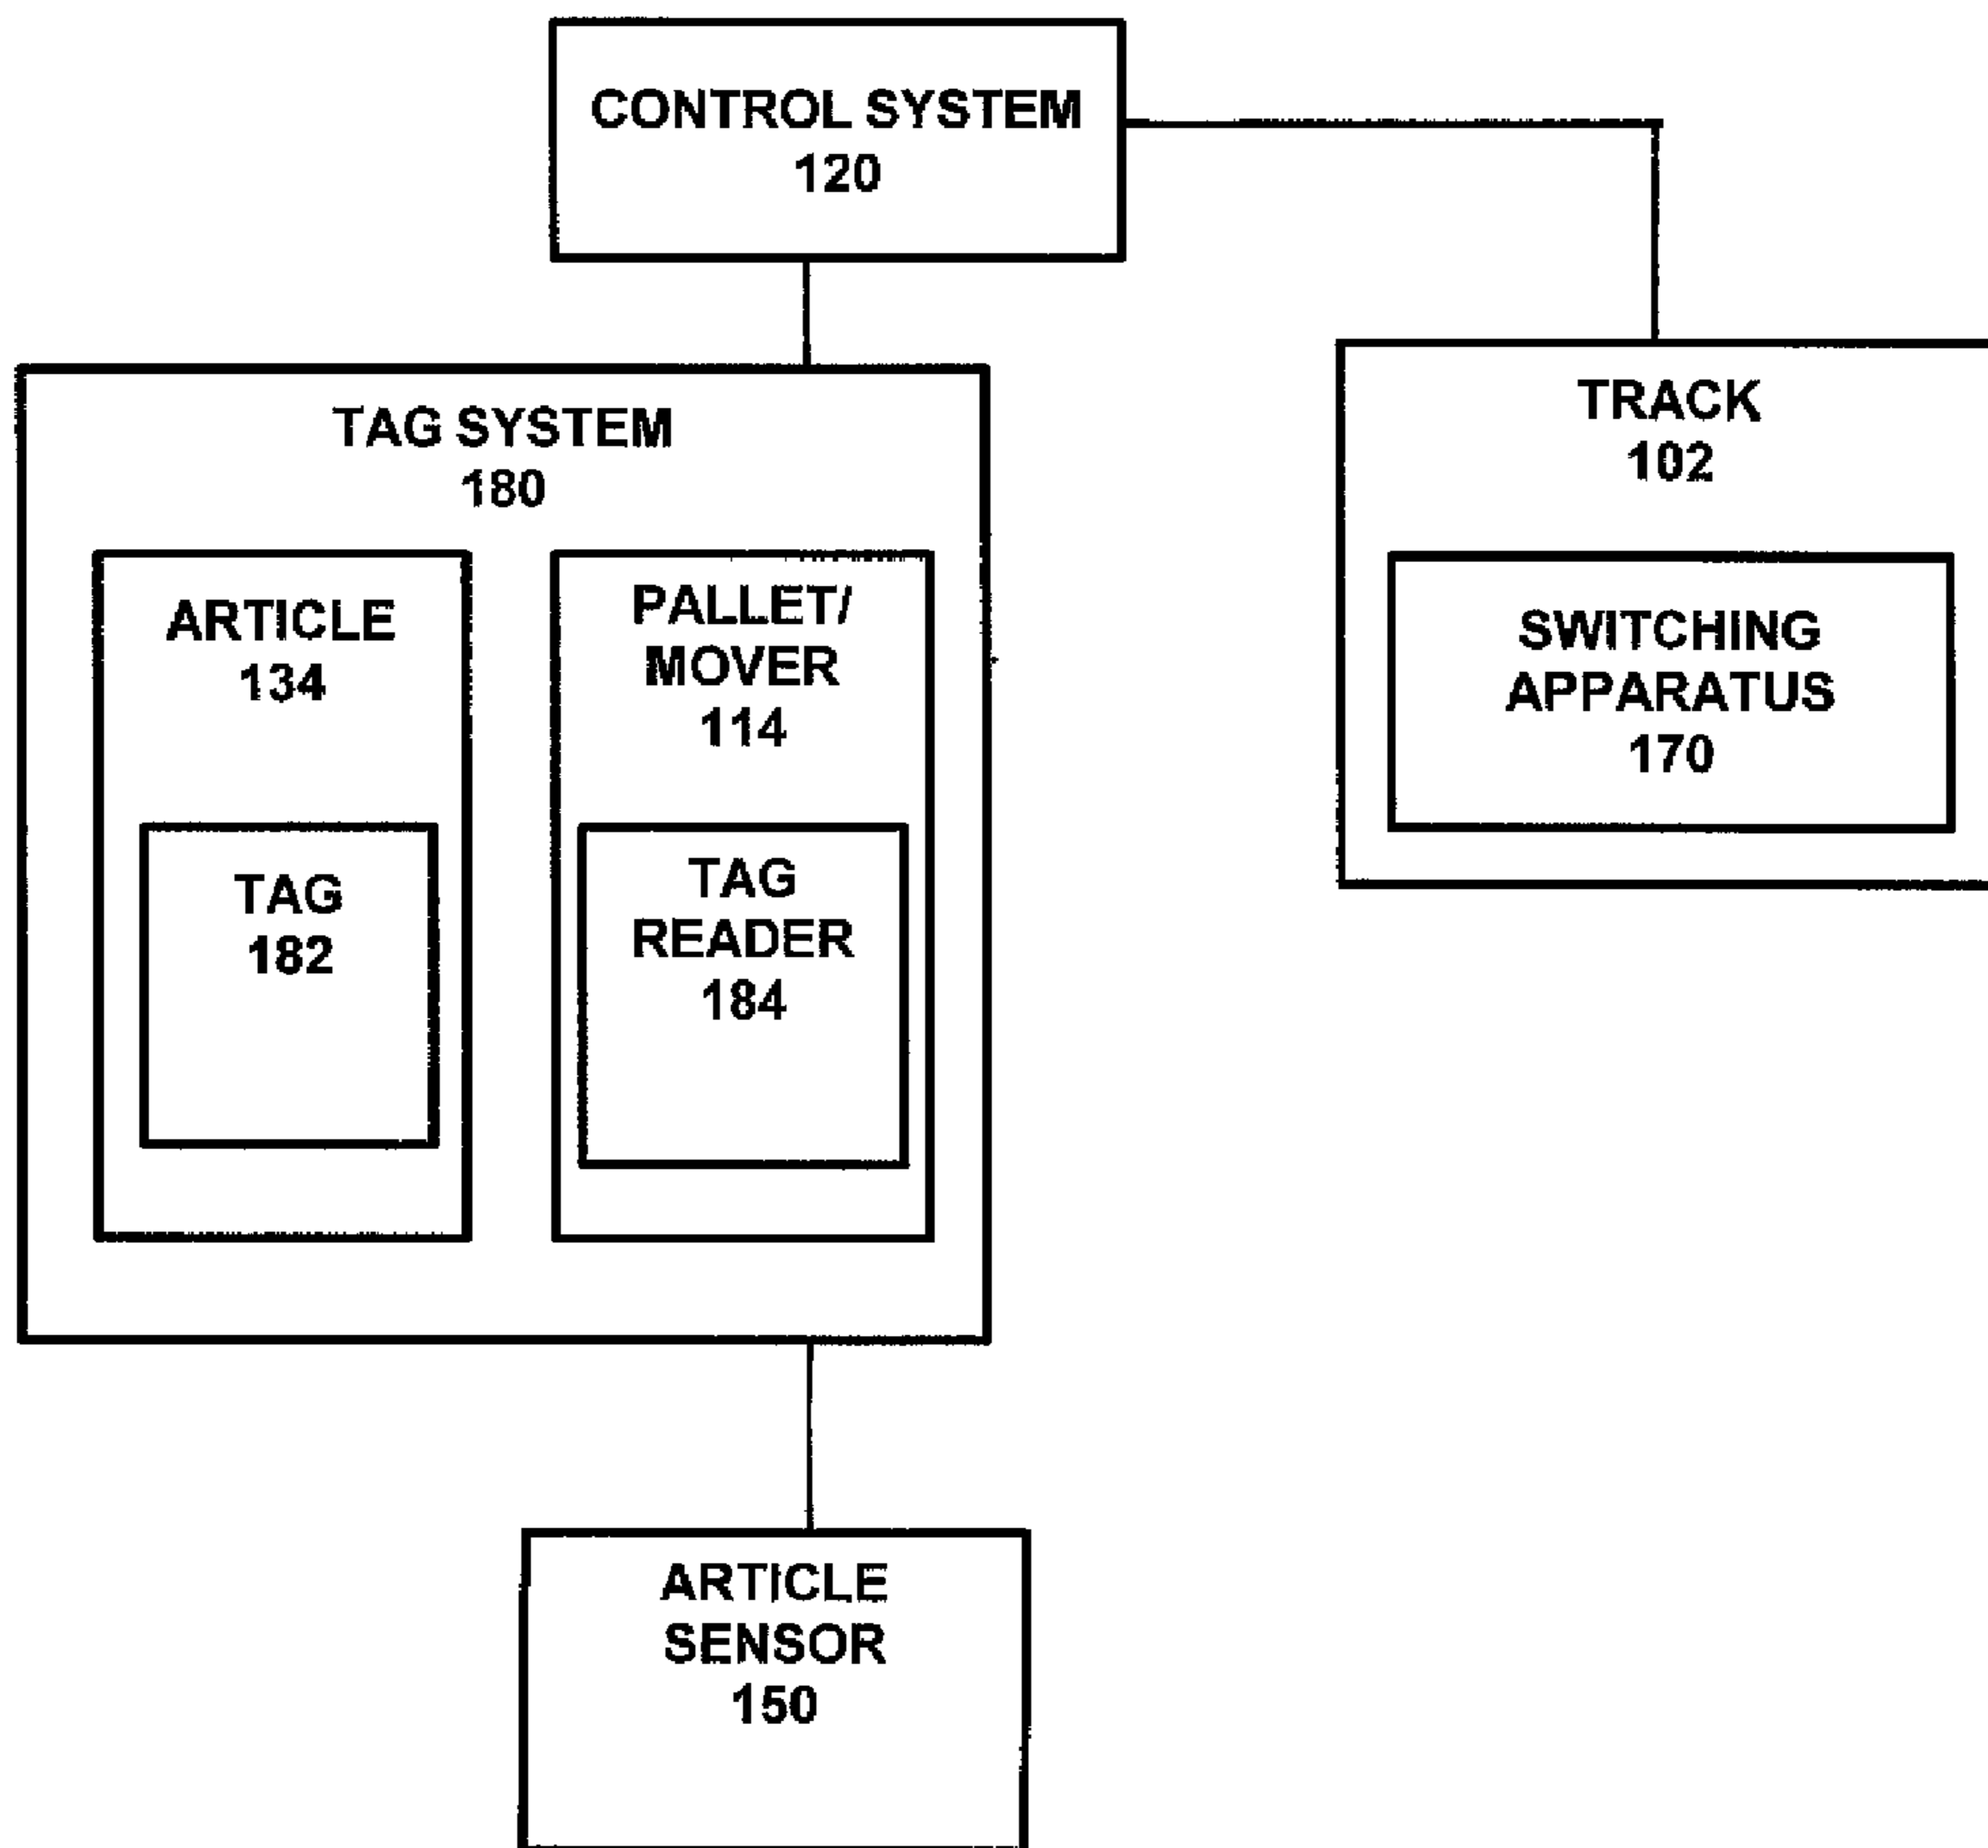 CONTROL SYSTEM
120
TAG SYSTEM
180
ARTICLE
134
TAG
182
PALLET/
MOVER
114
TAG
READER
184
TRACK
102
SWITCHING
APPARATUS
170
ARTICLE
SENSOR
150